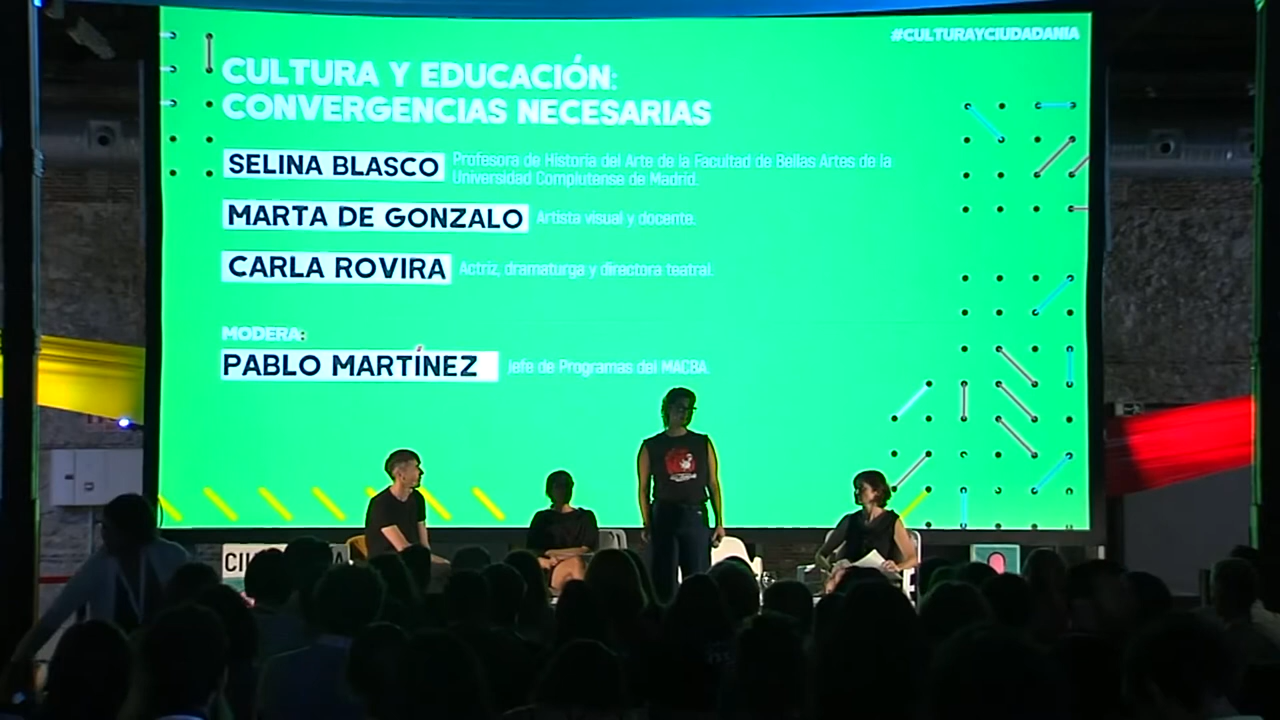 #CULTURAYCIUDADANIA
CULTURA Y EDUCACIÓN:
CONVERGENCIAS NECESARIAS
SELINA BLASCO Profesora de Historia del Arte de la Facultad de Bellas Artes de la
Universidad Complutense de Madrid.
MARTA DE GONZALO Artista visual y docente.
CARLA ROVIRA Actriz, dramaturga y directora teatral.
MODERA:
PABLO MARTÍNEZ Jefe de Programas del MACBA